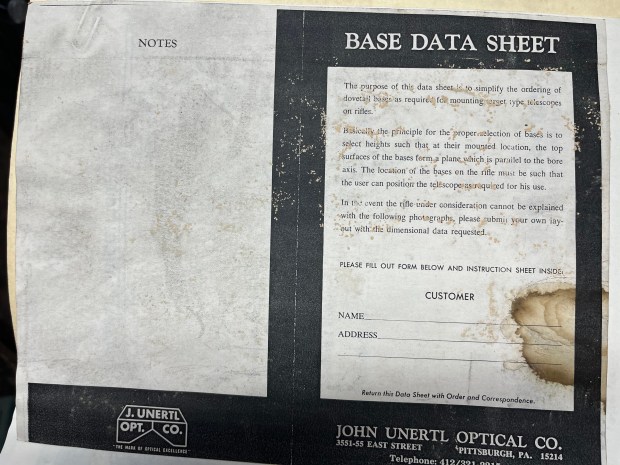 NOTES
J. UNERTL
OPT. CO.
"THE MARK OF OPTICAL EXCELLENCE"
BASE DATA SHEET
The purpose of this data sheet is to simplify the ordering of
dovetail bases as required for mounting target type telescopes
on rifles.
Basically the principle for the proper selection of bases is to
select heights such that at their mounted location, the top
surfaces of the bases form a plane which is parallel to the bore
axis. The location of the bases on the rifle must be such that
the user can position the telescope as required for his use.
In the event the rifle under consideration cannot be explained
with the following photographs, please submit your own lay-
out with the dimensional data requested.
PLEASE FILL OUT FORM BELOW AND INSTRUCTION SHEET INSIDE:
CUSTOMER
NAME
ADDRESS
Return this Data Sheet with Order and Correspondence.
JOHN UNERTL OPTICAL CO.
3551-55 EAST STREET PITTSBURGH, PA. 15214
Telephone: 412/321